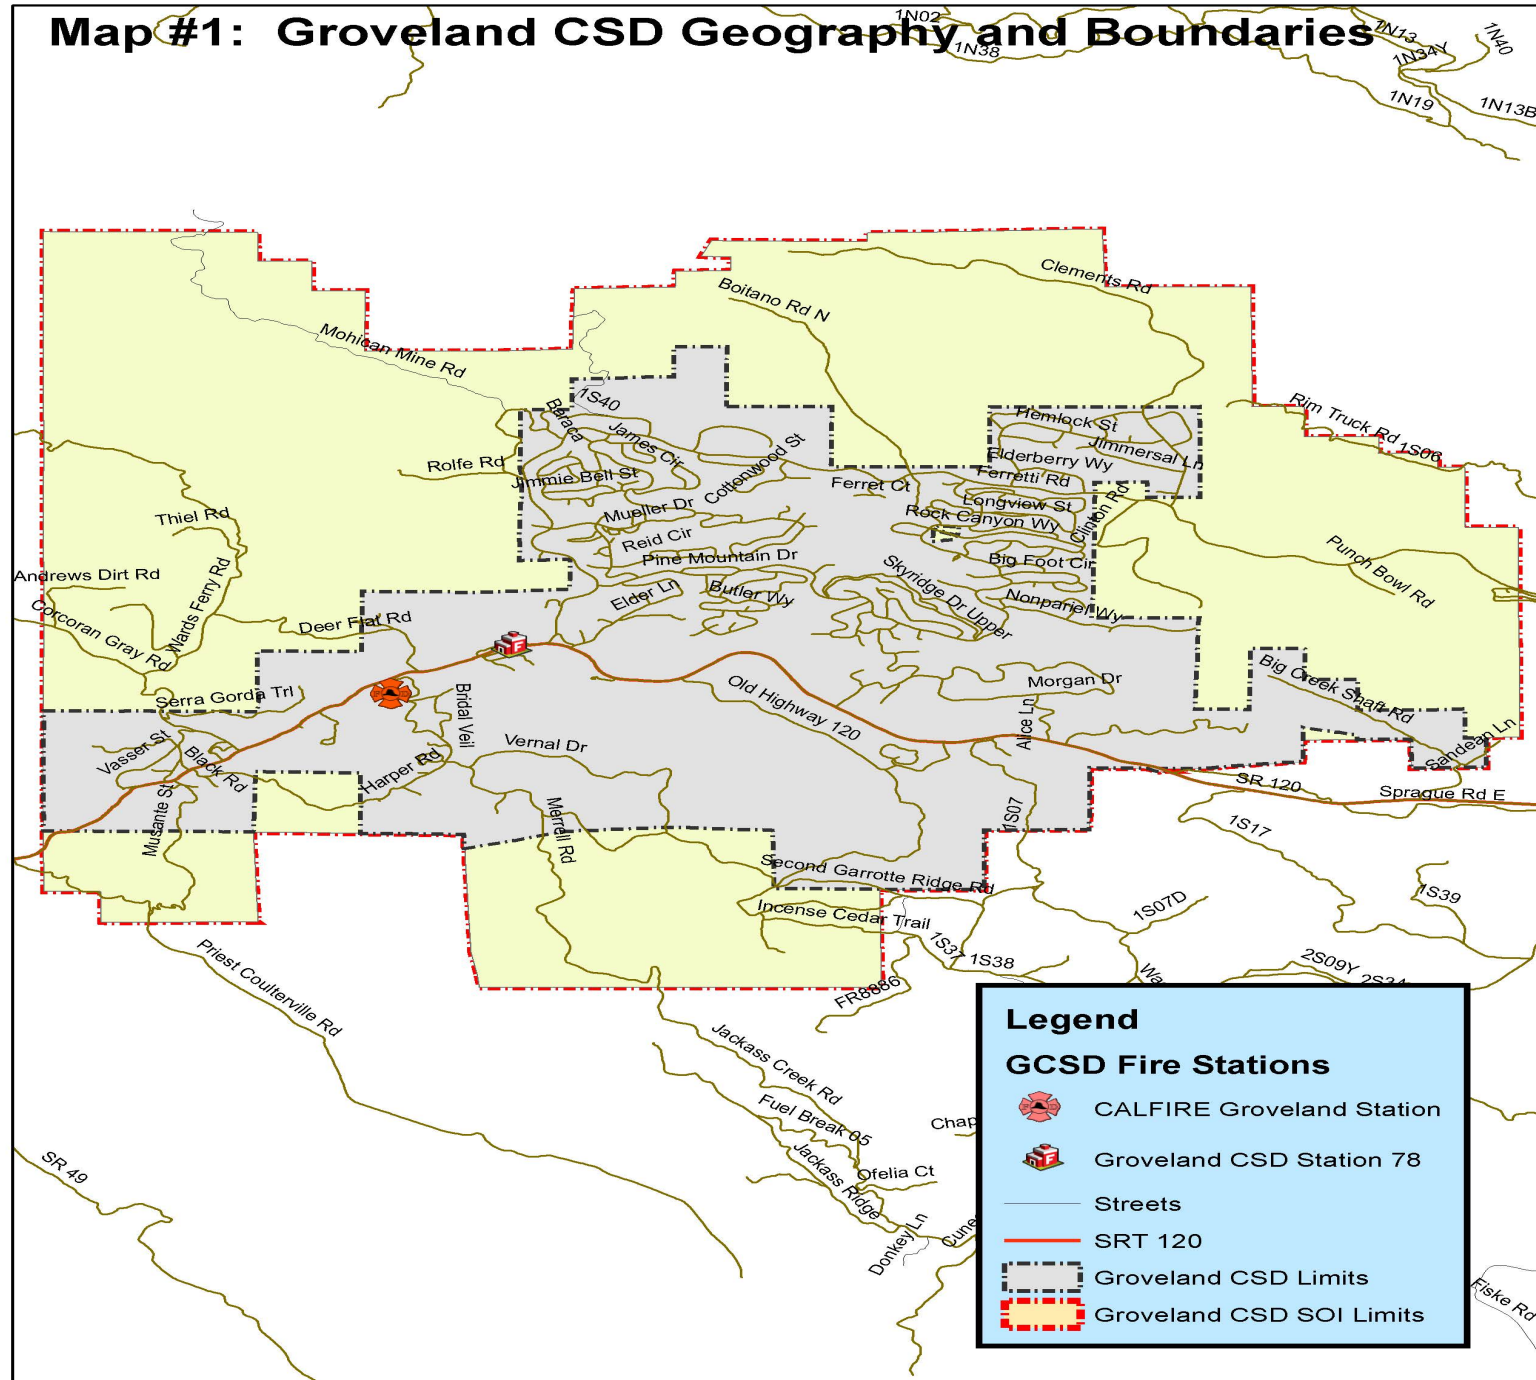 Map #1: Groveland CSD Geography and Boundaries
1N02
1N38
1N13
1N34Y
1N40
1N19
1N13B
Clements Rd
Boitano Rd N
Mohican Mine Rd
Rim Truck Rd
1S06
1S40
Baraca
James Cir
Hemlock St
Jimmersal Ln
Cottonwood St
Rolfe Rd
Jimmie Bell St
Elderberry Wy
Ferretti Rd
Ferret Ct
Longview St
Clinton Rd
Mueller Dr
Rock Canyon Wy
Thiel Rd
Reid Cir
Pine Mountain Dr
Big Foot Cir
Punch Bowl Rd
Andrews Dirt Rd
Wards Ferry Rd
Skyridge Dr Upper
Elder Ln
Butler Wy
Nonpariel Wy
Corcoran Gray Rd
Deer Flat Rd
Serra Gorda Trl
Bridal Veil
Morgan Dr
Big Creek Shaft Rd
Old Highway 120
Alice Ln
Vasser St
Black Rd
Vernal Dr
Harper Rd
Sandean Ln
SR 120
Sprague Rd E
Musante St
Merrell Rd
1S07
1S17
Second Garrotte Ridge Rd
1S39
Incense Cedar Trail
1S07D
1S37
1S38
Priest Coulterville Rd
FR8886
Wa
2S09Y
2S34
Jackass Creek Rd
Fuel Break 05
Chap
Jackass Ridge
Ofelia Ct
SR 49
Donkey Ln
Cune
Fiske Rd
Legend
GCSD Fire Stations
CALFIRE Groveland Station
Groveland CSD Station 78
Streets
SRT 120
Groveland CSD Limits
Groveland CSD SOI Limits